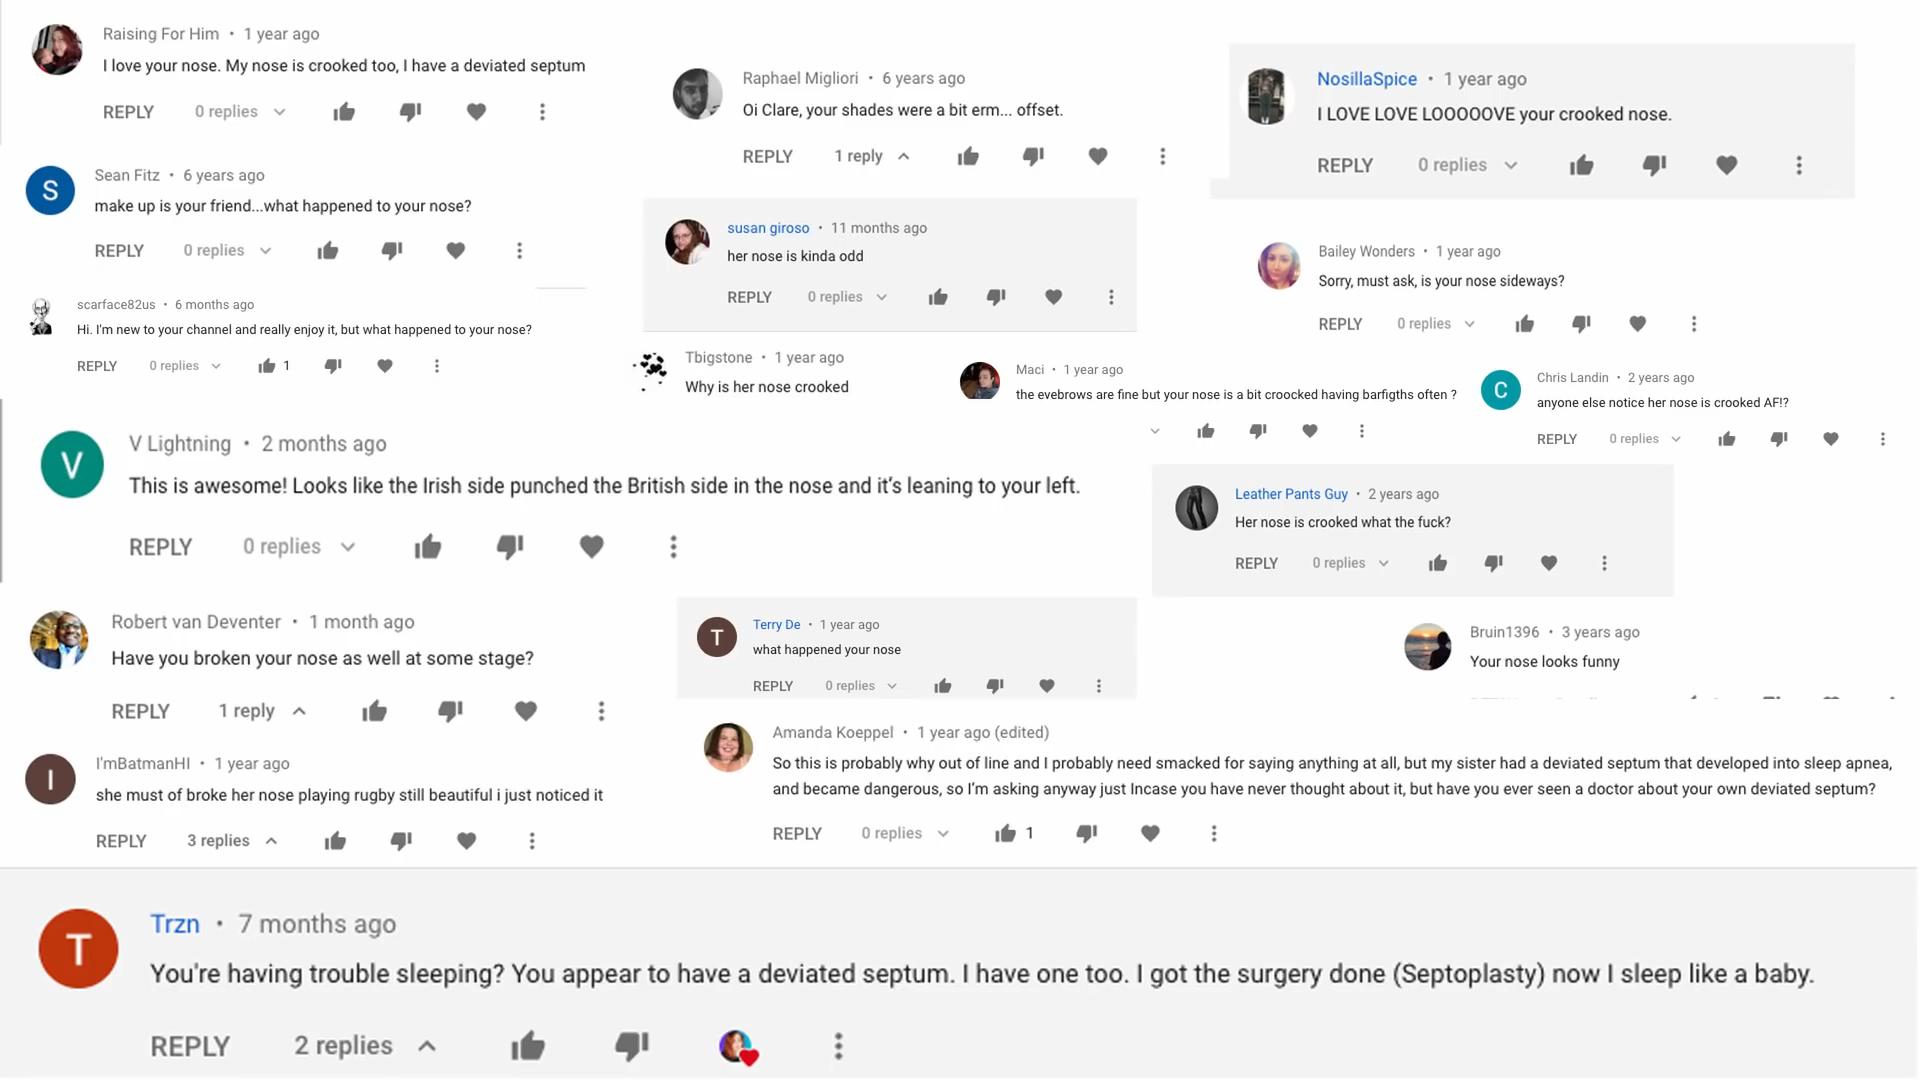 Raising For Him • 1 year ago
I love your nose. My nose is crooked too, I have a deviated septum
REPLY 0 replies
Raphael Migliori • 6 years ago
Oi Clare, your shades were a bit erm... offset.
REPLY 1 reply
NosillaSpice • 1 year ago
I LOVE LOVE LOOOOOVE your crooked nose.
REPLY 0 replies
S
Sean Fitz • 6 years ago
make up is your friend...what happened to your nose?
REPLY 0 replies
susan giroso • 11 months ago
her nose is kinda odd
REPLY 0 replies
Bailey Wonders • 1 year ago
Sorry, must ask, is your nose sideways?
REPLY 0 replies
scarface82us • 6 months ago
Hi. I'm new to your channel and really enjoy it, but what happened to your nose?
REPLY 0 replies 1
Tbigstone • 1 year ago
Why is her nose crooked
Maci • 1 year ago
the eyebrows are fine but your nose is a bit croocked having barfigths often ?
C
Chris Landin • 2 years ago
anyone else notice her nose is crooked AF!?
REPLY 0 replies
V
V Lightning • 2 months ago
This is awesome! Looks like the Irish side punched the British side in the nose and it's leaning to your left.
REPLY 0 replies
Leather Pants Guy • 2 years ago
Her nose is crooked what the fuck?
REPLY 0 replies
Robert van Deventer • 1 month ago
Have you broken your nose as well at some stage?
REPLY 1 reply
T
Terry De • 1 year ago
what happened your nose
REPLY 0 replies
Bruin1396 • 3 years ago
Your nose looks funny
I
I'mBatmanHI • 1 year ago
she must of broke her nose playing rugby still beautiful i just noticed it
REPLY 3 replies
Amanda Koeppel • 1 year ago (edited)
So this is probably why out of line and I probably need smacked for saying anything at all, but my sister had a deviated septum that developed into sleep apnea,
and became dangerous, so I'm asking anyway just Incase you have never thought about it, but have you ever seen a doctor about your own deviated septum?
REPLY 0 replies 1
T
Trzn • 7 months ago
You're having trouble sleeping? You appear to have a deviated septum. I have one too. I got the surgery done (Septoplasty) now I sleep like a baby.
REPLY 2 replies